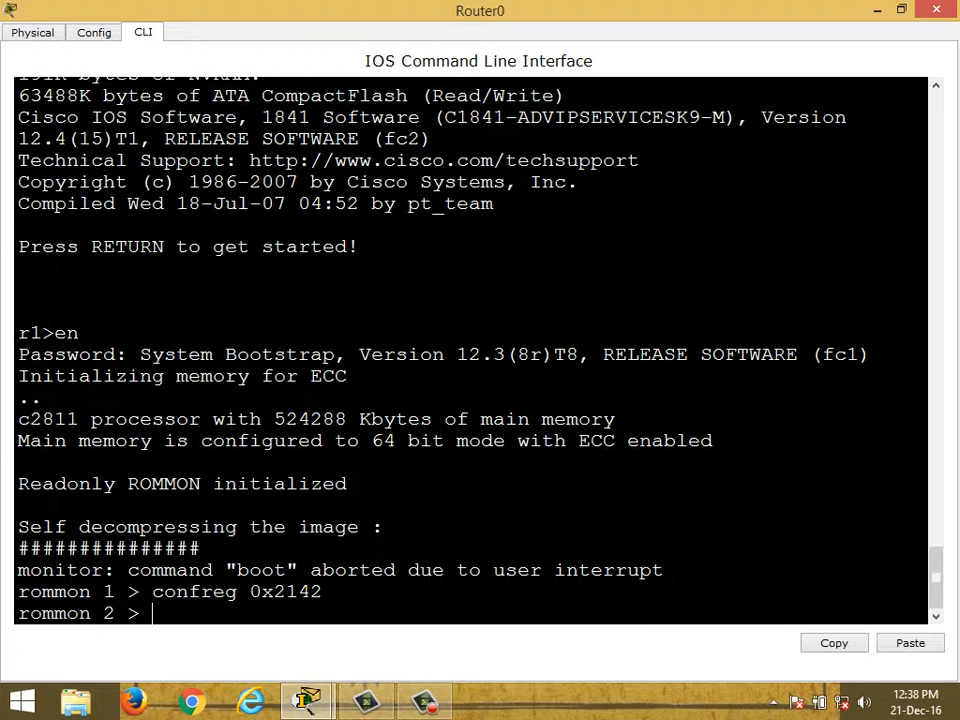 Router0
Physical Config CLI
IOS Command Line Interface
63488K bytes of ATA CompactFlash (Read/Write)
Cisco IOS Software, 1841 Software (C1841-ADVIPSERVICESK9-M), Version
12.4(15)T1, RELEASE SOFTWARE (fc2)
Technical Support: http://www.cisco.com/techsupport
Copyright (c) 1986-2007 by Cisco Systems, Inc.
Compiled Wed 18-Jul-07 04:52 by pt_team
Press RETURN to get started!
r1>en
Password: System Bootstrap, Version 12.3(8r)T8, RELEASE SOFTWARE (fc1)
Initializing memory for ECC
..
c2811 processor with 524288 Kbytes of main memory
Main memory is configured to 64 bit mode with ECC enabled
Readonly ROMMON initialized
Self decompressing the image :
###############
monitor: command "boot" aborted due to user interrupt
rommon 1 > confreg 0x2142
rommon 2 >
Copy Paste
12:38 PM
21-Dec-16